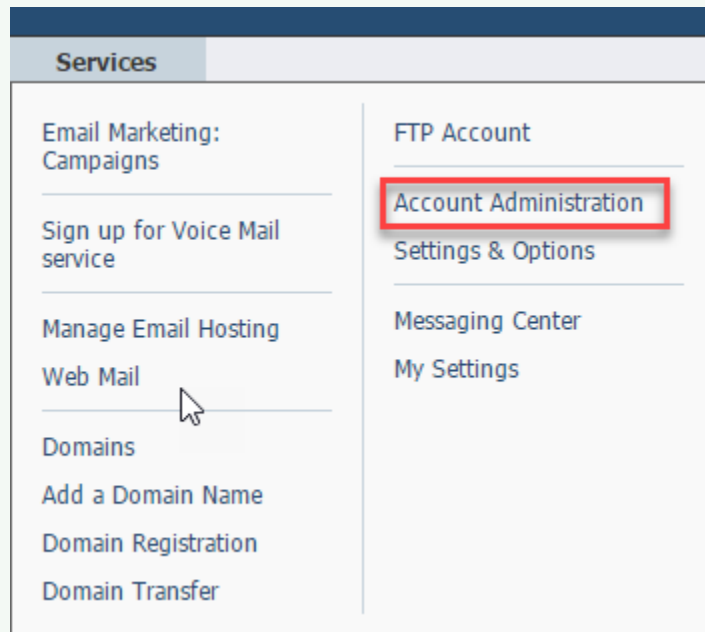 Services
Email Marketing:
Campaigns
Sign up for Voice Mail
service
Manage Email Hosting
Web Mail
Domains
Add a Domain Name
Domain Registration
Domain Transfer
FTP Account
Account Administration
Settings & Options
Messaging Center
My Settings